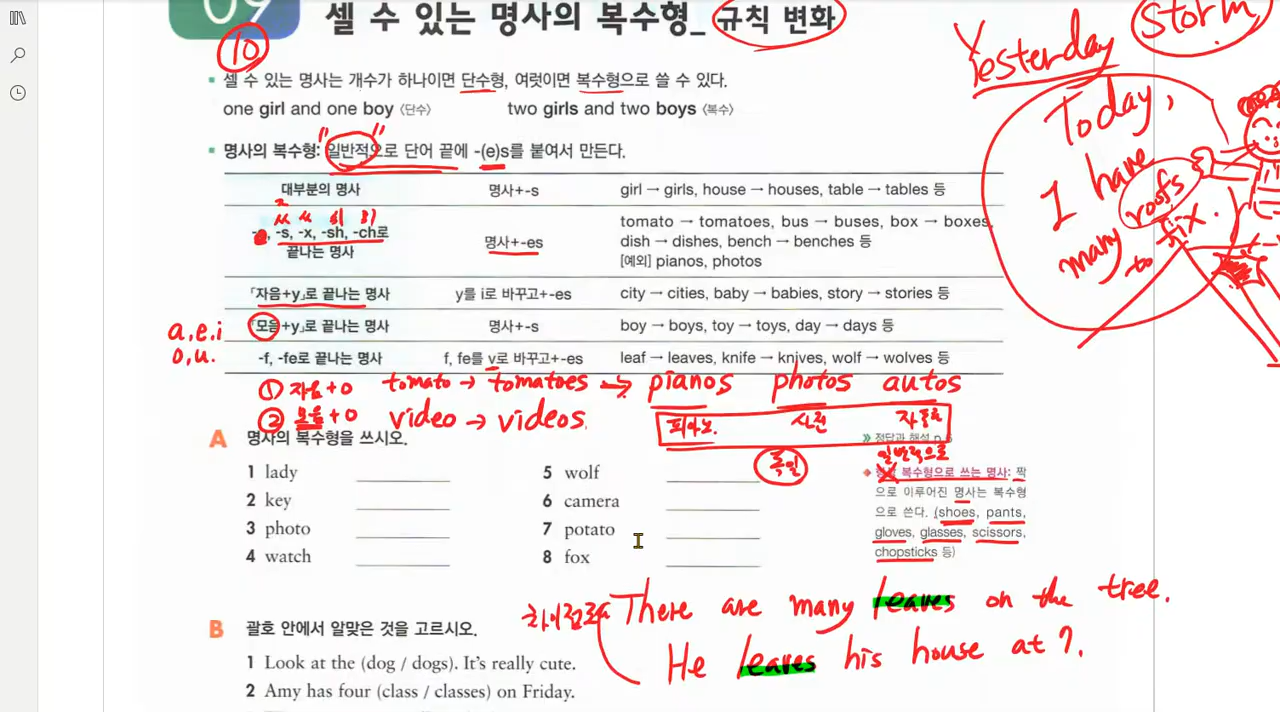 09 셀 수 있는 명사의 복수형_ 규칙 변화
10
Yesterday
storm
Today,
I have
many roofs
to fix.
셀 수 있는 명사는 개수가 하나이면 단수형, 여럿이면 복수형으로 쓸 수 있다.
one girl and one boy 〈단수〉 two girls and two boys 〈복수〉
명사의 복수형: "일반적"으로 단어 끝에 -(e)s를 붙여서 만든다.
대부분의 명사 명사+-s girl → girls, house → houses, table → tables 등
-s, -x, -sh, -ch로
끝나는 명사
명사+-es
tomato → tomatoes, bus → buses, box → boxes,
dish → dishes, bench → benches 등
[예외] pianos, photos
「자음+y」로 끝나는 명사 y를 i로 바꾸고+-es city → cities, baby → babies, story → stories 등
a, e, i
o, u.
「모음+y」로 끝나는 명사 명사+-s boy → boys, toy → toys, day → days 등
-f, -fe로 끝나는 명사 f, fe를 v로 바꾸고+-es leaf → leaves, knife → knives, wolf → wolves 등
① 자음+o tomato → tomatoes → pianos photos autos
② 모음+o video → videos
피아노. 사진 자동차
독일
A 명사의 복수형을 쓰시오.
정답과 해설 p.
1 lady 5 wolf
2 key 6 camera
3 photo 7 potato
4 watch 8 fox
일반적으로
복수형으로 쓰는 명사: 짝
으로 이루어진 명사는 복수형
으로 쓴다. (shoes, pants,
gloves, glasses, scissors,
chopsticks 등)
There are many leaves on the tree.
He leaves his house at 7.
B 괄호 안에서 알맞은 것을 고르시오.
1 Look at the (dog / dogs). It's really cute.
2 Amy has four (class / classes) on Friday.